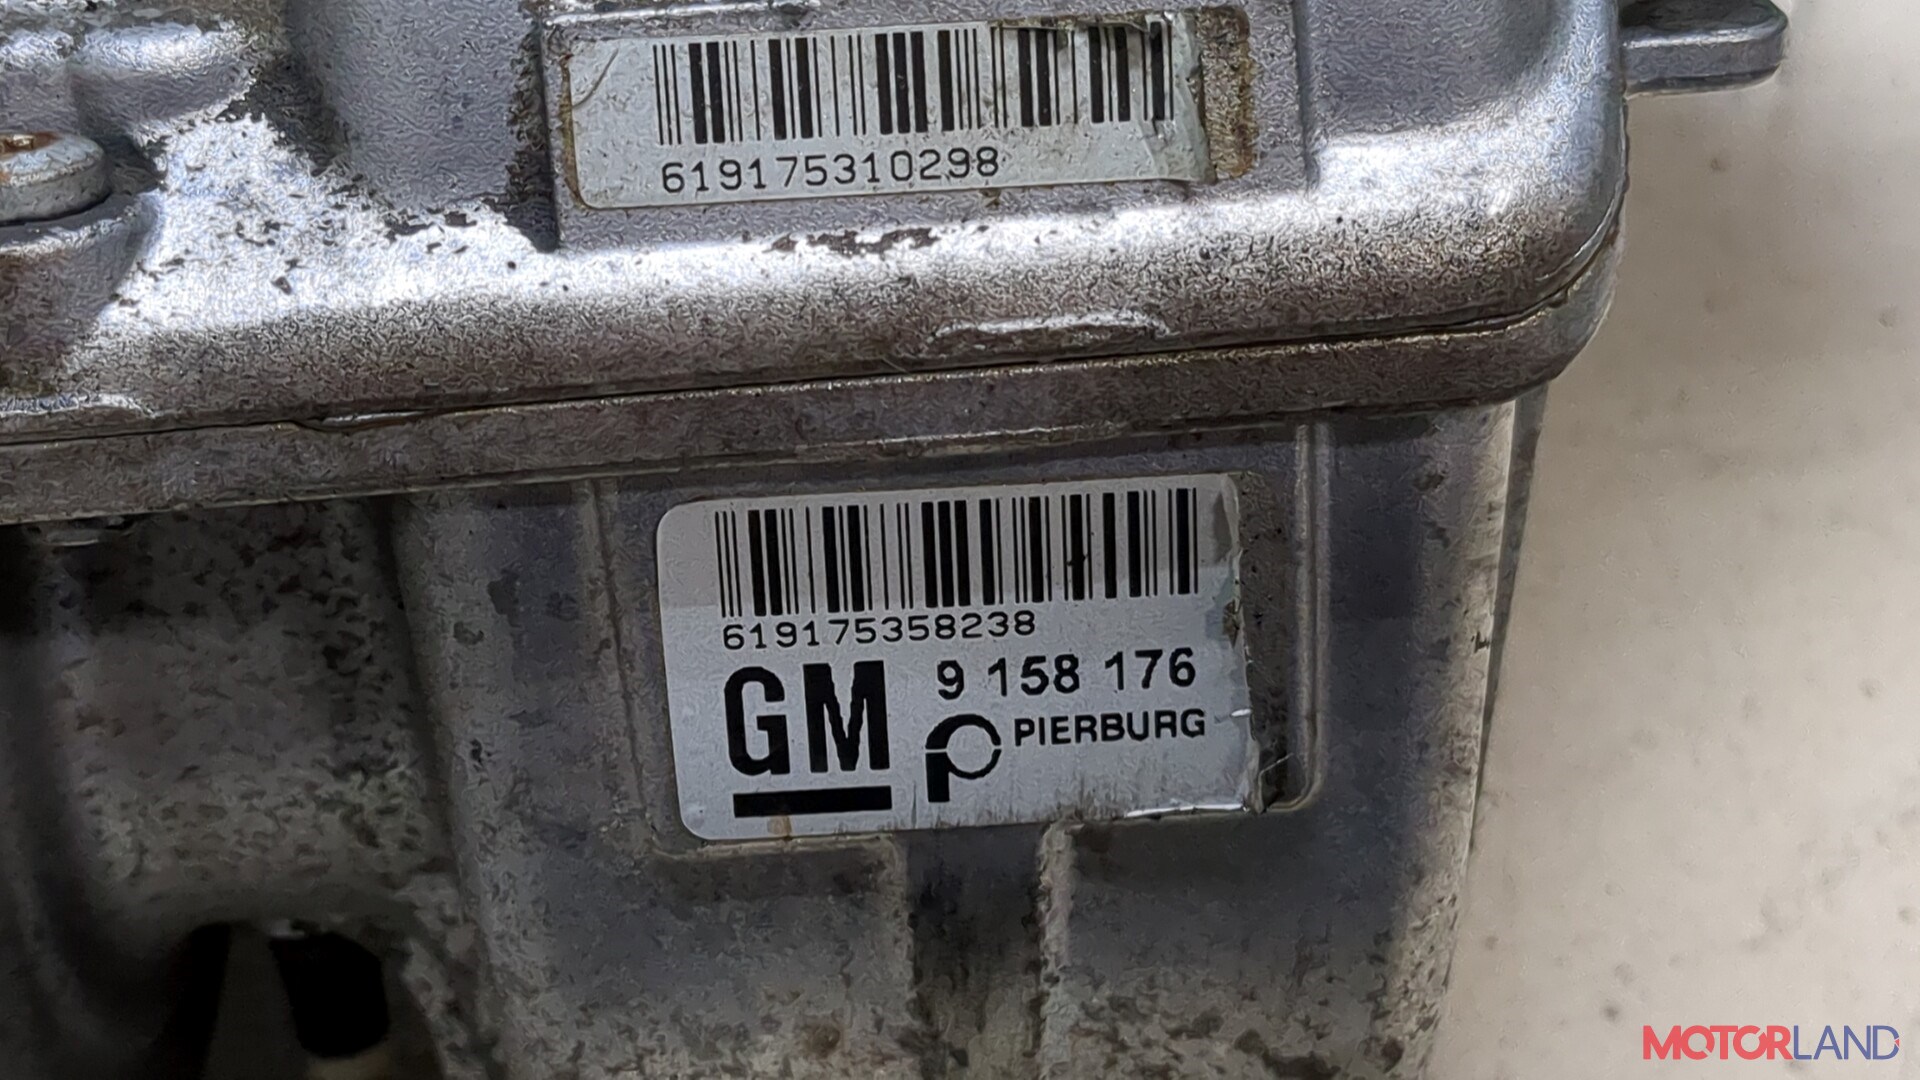 619175310298
619175358238
GM 9 158 176
PIERBURG
MOTORLAND